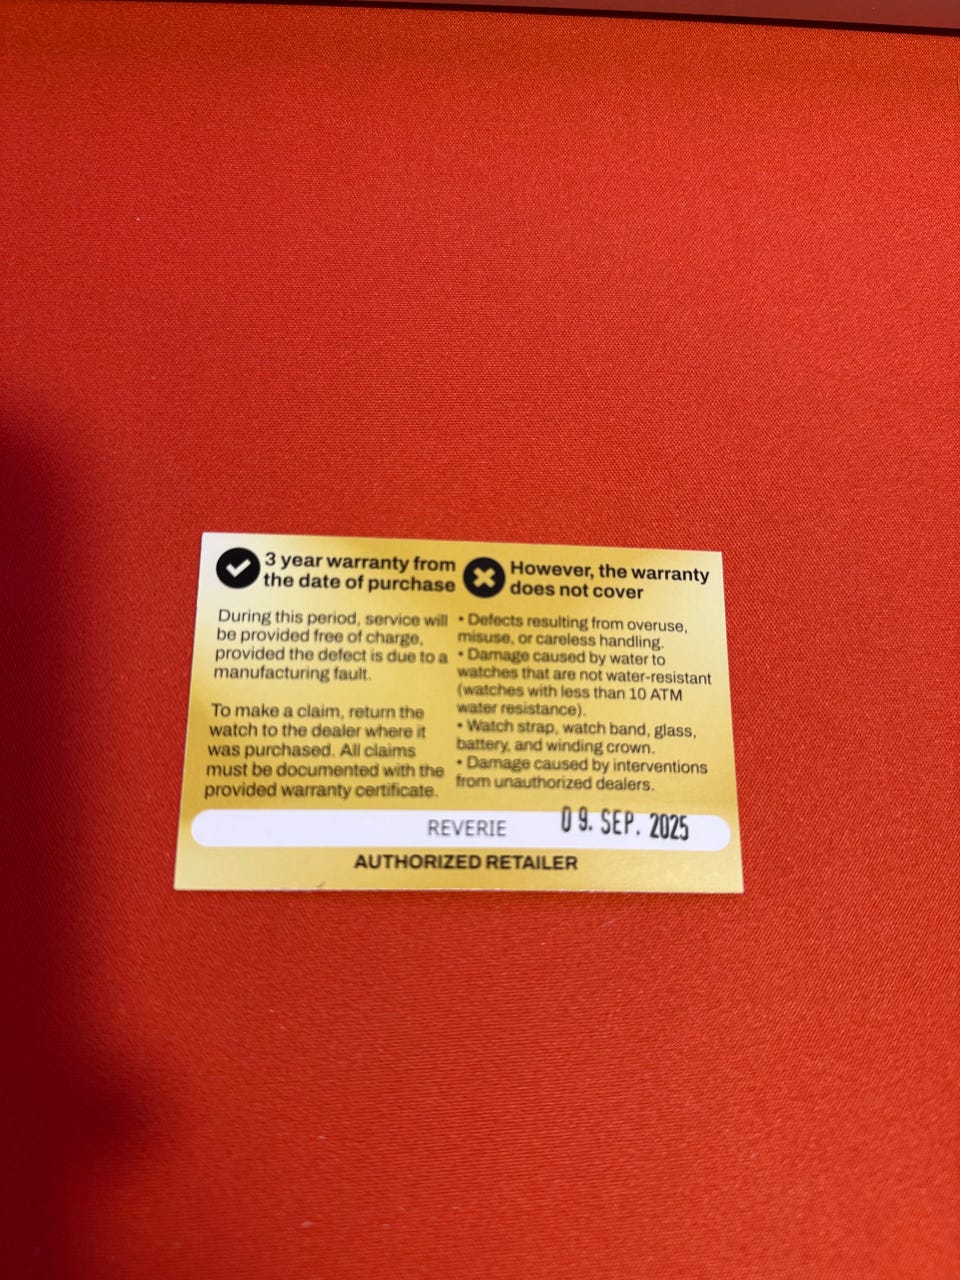 3 year warranty from
the date of purchase
During this period, service will
be provided free of charge,
provided the defect is due to a
manufacturing fault.
To make a claim, return the
watch to the dealer where it
was purchased. All claims
must be documented with the
provided warranty certificate.
However, the warranty
does not cover
• Defects resulting from overuse,
misuse, or careless handling.
• Damage caused by water to
watches that are not water-resistant
(watches with less than 10 ATM
water resistance).
• Watch strap, watch band, glass,
battery, and winding crown.
• Damage caused by interventions
from unauthorized dealers.
REVERIE 09. SEP. 2025
AUTHORIZED RETAILER